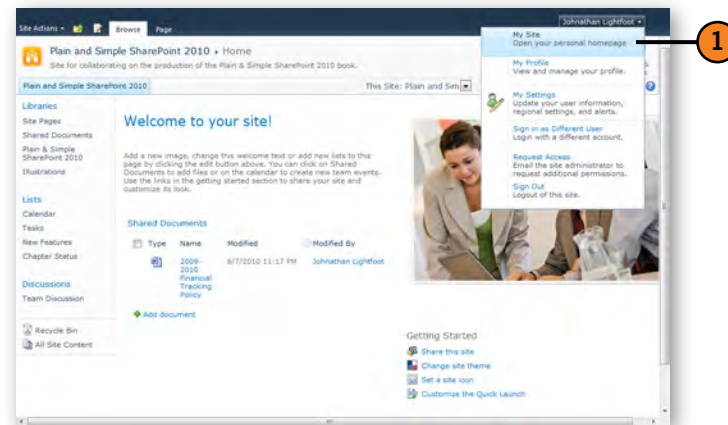 Site Actions
Browse
Page
Johnathan Lightfoot
Plain and Simple SharePoint 2010 › Home
Site for collaborating on the production of the Plain & Simple SharePoint 2010 book.
My Site
Open your personal homepage
1
My Profile
View and manage your profile.
My Settings
Update your user information,
regional settings, and alerts.
Sign in as Different User
Login with a different account.
Request Access
Email the site administrator to
request additional permissions.
Sign Out
Logout of this site.
Plain and Simple SharePoint 2010
This Site: Plain and Sim
Libraries
Site Pages
Shared Documents
Plain & Simple
SharePoint 2010
Illustrations
Lists
Calendar
Tasks
New Features
Chapter Status
Discussions
Team Discussion
Recycle Bin
All Site Content
Welcome to your site!
Add a new image, change this welcome text or add new lists to this
page by clicking the edit button above. You can click on Shared
Documents to add files or on the calendar to create new team events.
Use the links in the getting started section to share your site and
customize its look.
Shared Documents
Type Name Modified Modified By
2009-
2010
Financial
Tracking
Policy
6/7/2010 11:17 PM
Johnathan Lightfoot
Add document
Getting Started
Share this site
Change site theme
Set a site icon
Customize the Quick Launch